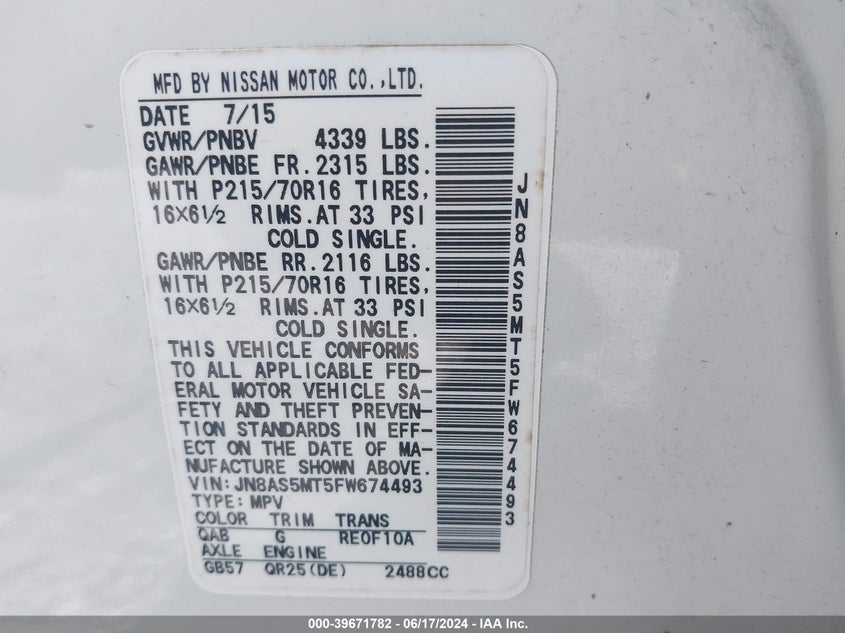 MFD BY NISSAN MOTOR CO.,LTD.
DATE 7/15
GVWR/PNBV 4339 LBS.
GAWR/PNBE FR. 2315 LBS.
WITH P215/70R16 TIRES,
16×6½ RIMS. AT 33 PSI
COLD SINGLE.
GAWR/PNBE RR. 2116 LBS.
WITH P215/70R16 TIRES,
16×6½ RIMS. AT 33 PSI
COLD SINGLE.
THIS VEHICLE CONFORMS
TO ALL APPLICABLE FED-
ERAL MOTOR VEHICLE SA-
FETY AND THEFT PREVEN-
TION STANDARDS IN EFF-
ECT ON THE DATE OF MA-
NUFACTURE SHOWN ABOVE.
VIN: JN8AS5MT5FW674493
TYPE: MPV
COLOR TRIM TRANS
QAB G RE0F10A
AXLE ENGINE
GB57 QR25(DE) 2488CC
JN8AS5MT5FW674493
000-39671782 - 06/17/2024 - IAA Inc.